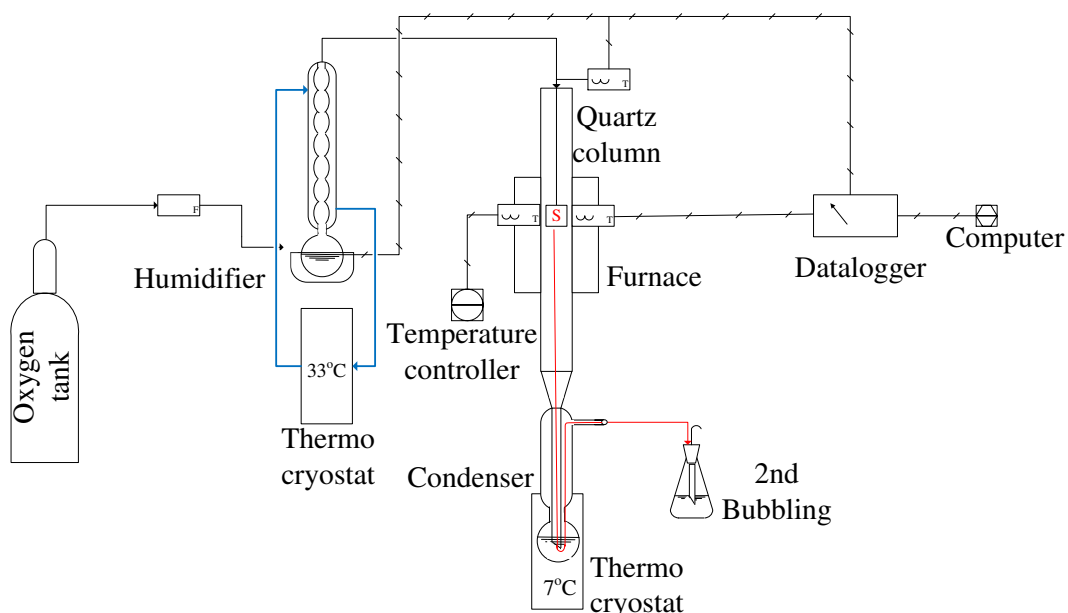 T
Quartz
column
F
T
S
T
Computer
Humidifier
Furnace
Datalogger
Oxygen
tank
Temperature
controller
33°C
Thermo
cryostat
Condenser
2nd
Bubbling
7°C
Thermo
cryostat